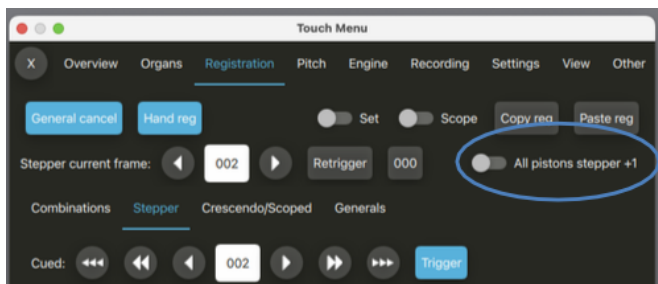 Touch Menu
X Overview Organs Registration Pitch Engine Recording Settings View Other
General cancel Hand reg Set Scope Copy reg Paste reg
Stepper current frame: 002 Retrigger 000 All pistons stepper +1
Combinations Stepper Crescendo/Scoped Generals
Cued: 002 Trigger